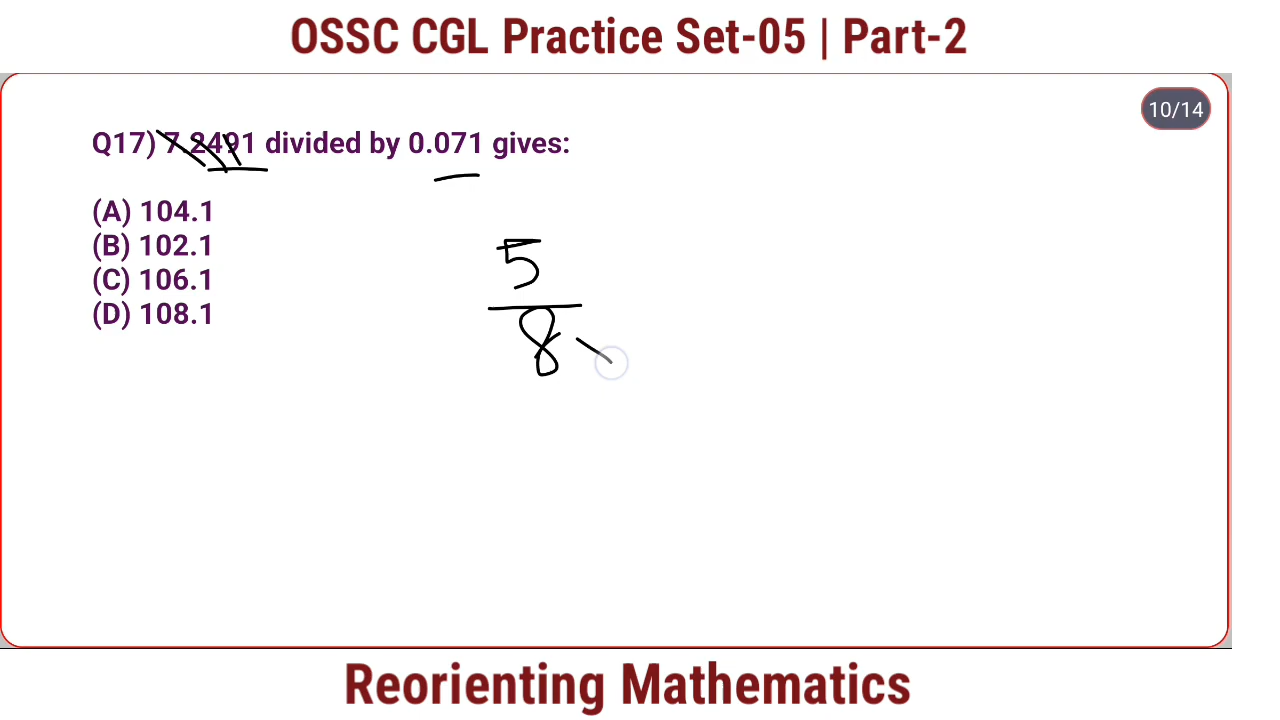 OSSC CGL Practice Set-05 | Part-2
10/14
Q17) 7.2491 divided by 0.071 gives:
(A) 104.1
(B) 102.1
(C) 106.1
(D) 108.1
5
8
Reorienting Mathematics